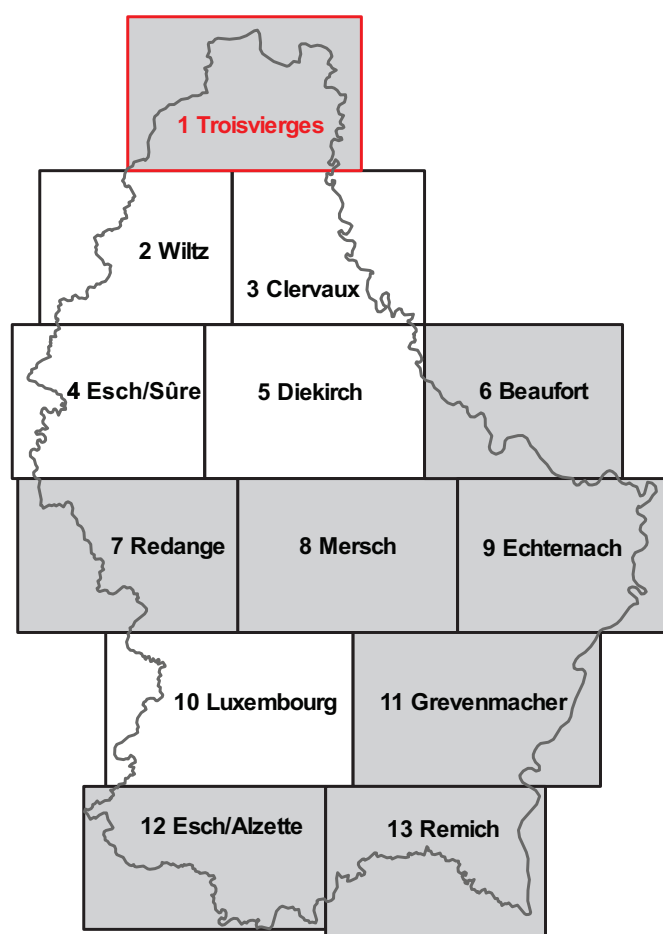 1 Troisvierges
2 Wiltz
3 Clervaux
4 Esch/Sûre
5 Diekirch
6 Beaufort
7 Redange
8 Mersch
9 Echternach
10 Luxembourg
11 Grevenmacher
12 Esch/Alzette
13 Remich